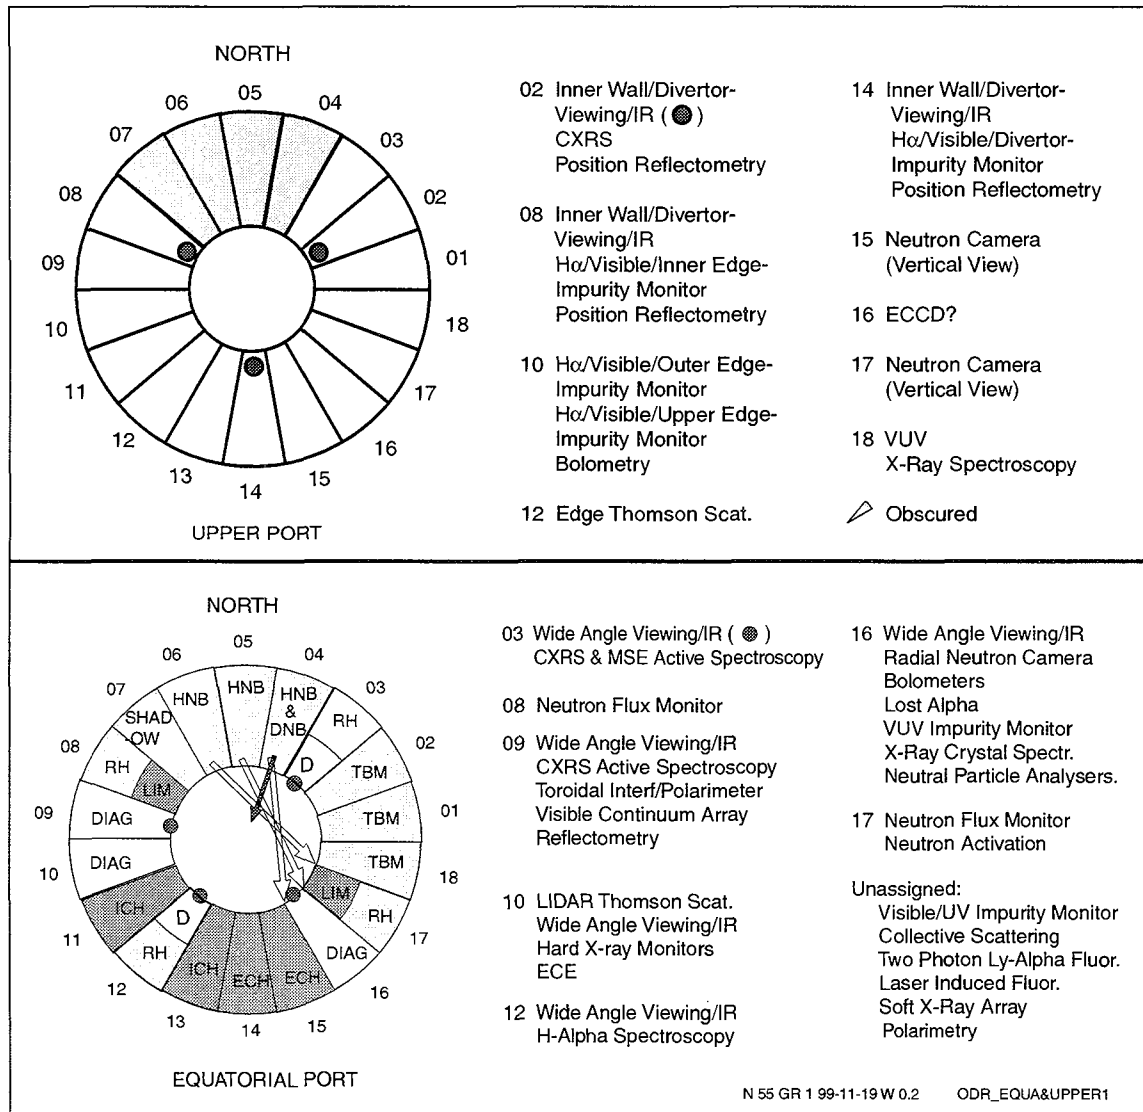 NORTH
05
04
03
02
01
18
17
16
15
14
13
12
11
10
09
08
07
06
UPPER PORT
02 Inner Wall/Divertor-
Viewing/IR ( )
CXRS
Position Reflectometry
08 Inner Wall/Divertor-
Viewing/IR
Hα/Visible/Inner Edge-
Impurity Monitor
Position Reflectometry
10 Hα/Visible/Outer Edge-
Impurity Monitor
Hα/Visible/Upper Edge-
Impurity Monitor
Bolometry
12 Edge Thomson Scat.
14 Inner Wall/Divertor-
Viewing/IR
Hα/Visible/Divertor-
Impurity Monitor
Position Reflectometry
15 Neutron Camera
(Vertical View)
16 ECCD?
17 Neutron Camera
(Vertical View)
18 VUV
X-Ray Spectroscopy
Obscured
NORTH
05
04
03
02
01
18
17
16
15
14
13
12
11
10
09
08
07
06
HNB
HNB
HNB
&
DNB
RH
D
TBM
TBM
TBM
LIM
RH
DIAG
ECH
ECH
ICH
D
RH
ICH
DIAG
DIAG
RH
LIM
SHAD
-OW
EQUATORIAL PORT
03 Wide Angle Viewing/IR ( )
CXRS & MSE Active Spectroscopy
08 Neutron Flux Monitor
09 Wide Angle Viewing/IR
CXRS Active Spectroscopy
Toroidal Interf/Polarimeter
Visible Continuum Array
Reflectometry
10 LIDAR Thomson Scat.
Wide Angle Viewing/IR
Hard X-ray Monitors
ECE
12 Wide Angle Viewing/IR
H-Alpha Spectroscopy
16 Wide Angle Viewing/IR
Radial Neutron Camera
Bolometers
Lost Alpha
VUV Impurity Monitor
X-Ray Crystal Spectr.
Neutral Particle Analysers.
17 Neutron Flux Monitor
Neutron Activation
Unassigned:
Visible/UV Impurity Monitor
Collective Scattering
Two Photon Ly-Alpha Fluor.
Laser Induced Fluor.
Soft X-Ray Array
Polarimetry
N 55 GR 1 99-11-19 W 0.2 ODR_EQUA&UPPER1